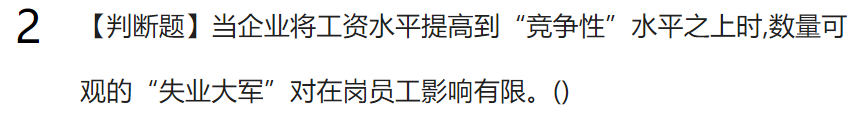 2 【判断题】当企业将工资水平提高到“竞争性”水平之上时,数量可
观的“失业大军”对在岗员工影响有限。()